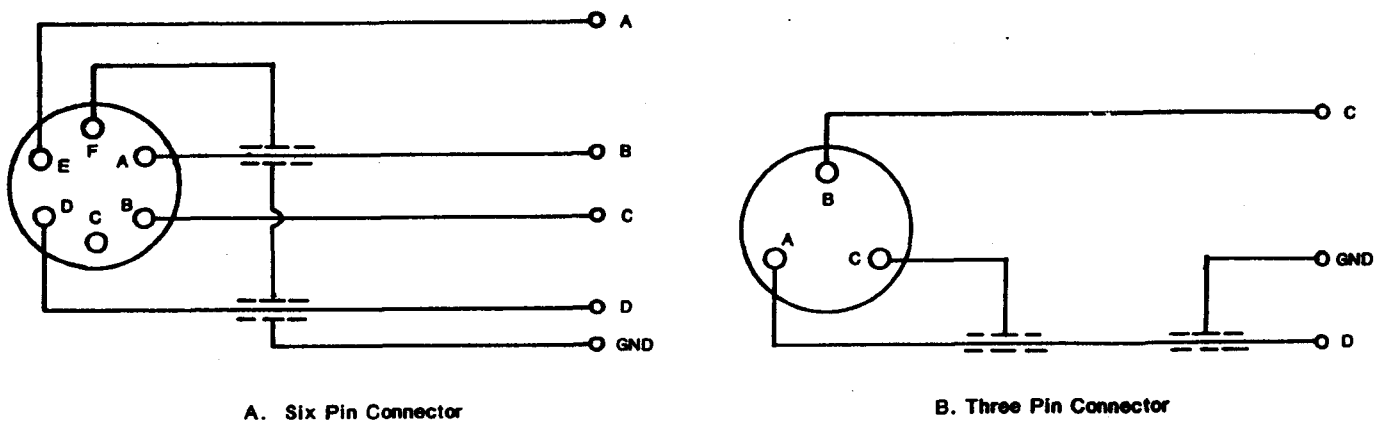 A
F
E
A
B
D
C
B
C
D
GND
A. Six Pin Connector
C
B
A
C
GND
D
B. Three Pin Connector